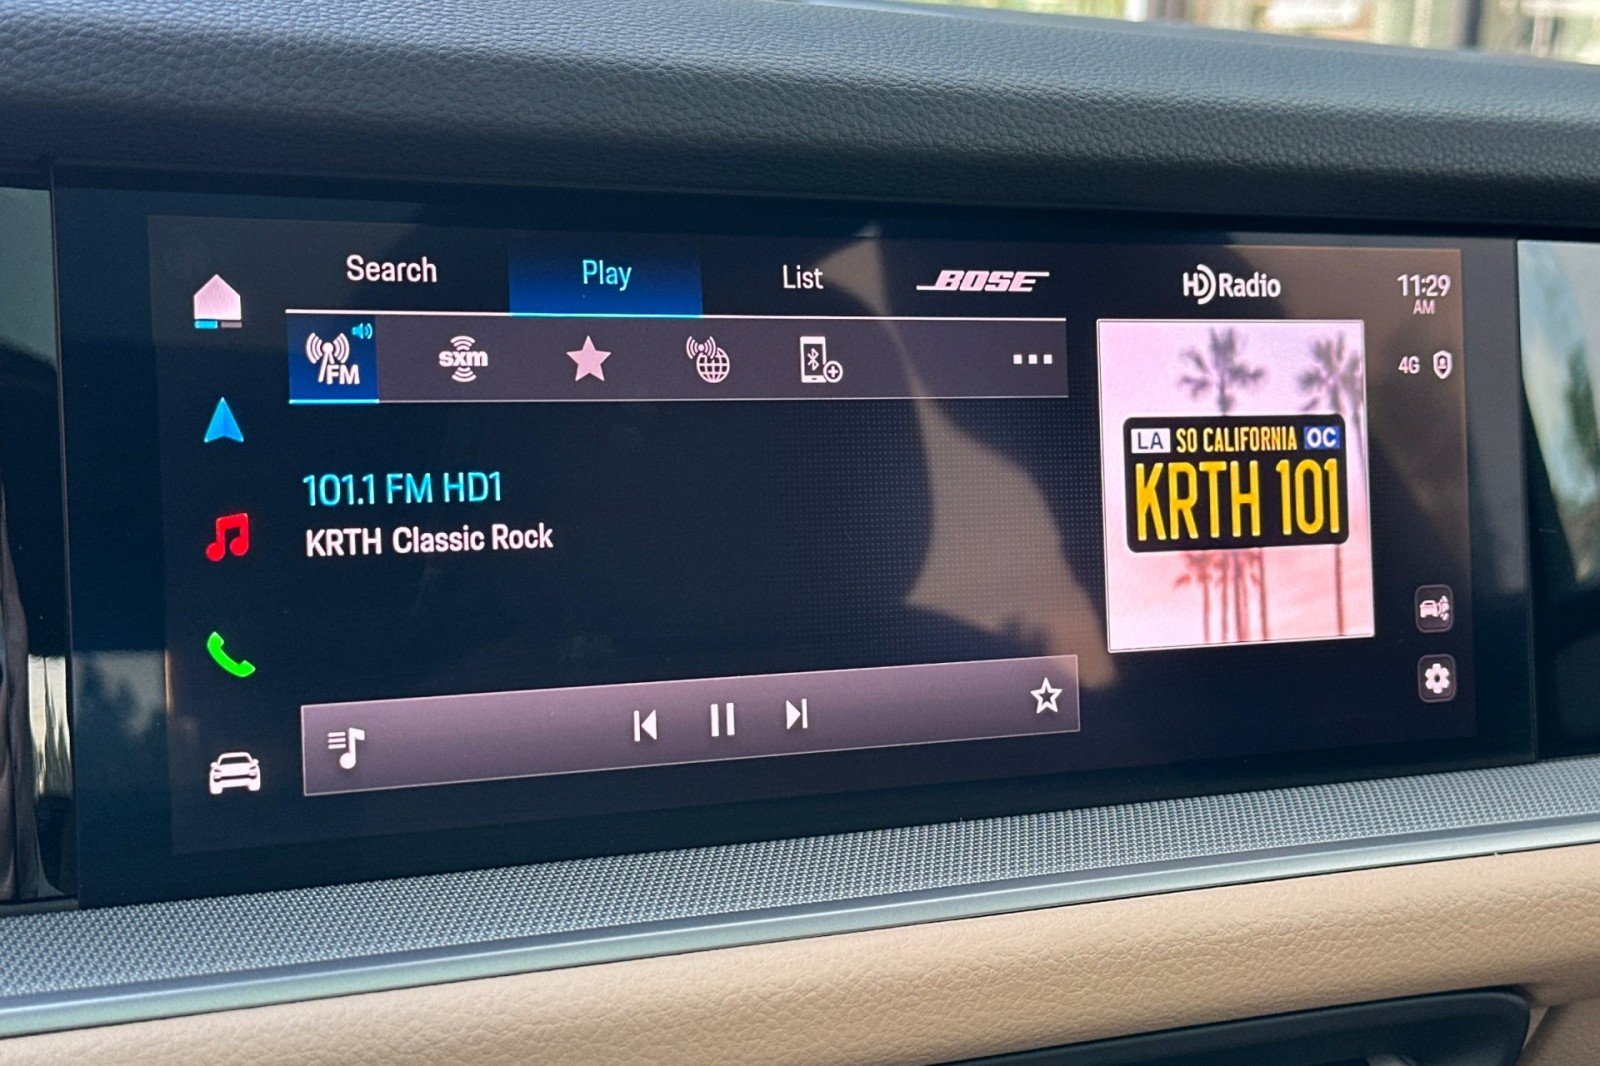 Search
Play
List
BOSE
HD Radio
11:29
AM
FM
sxm
4G
101.1 FM HD1
KRTH Classic Rock
LA SO CALIFORNIA OC
KRTH 101